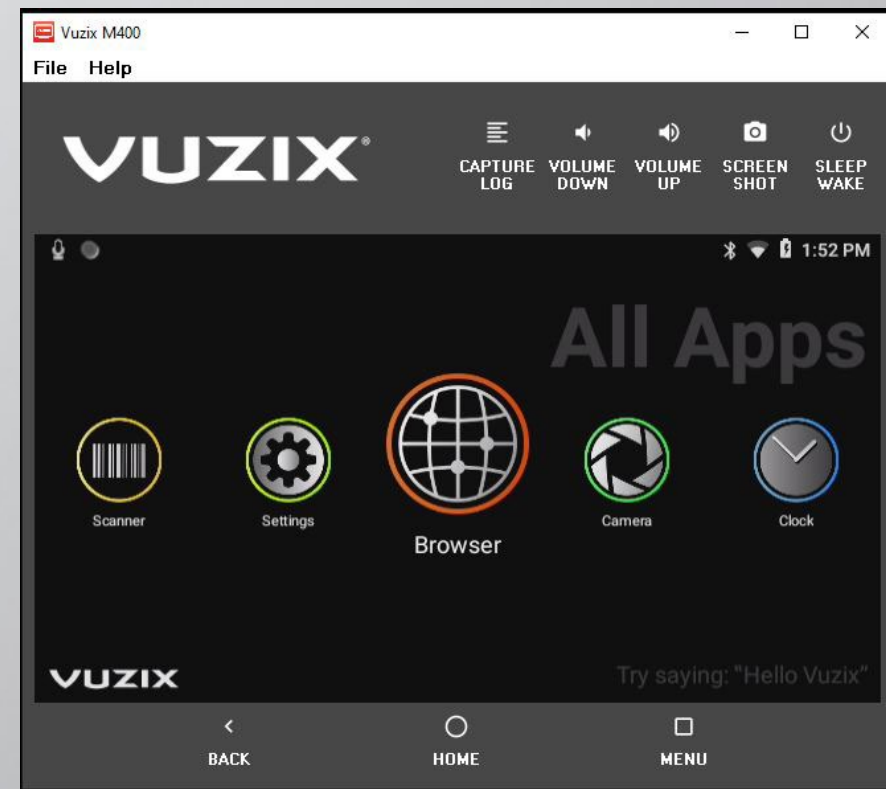 Vuzix M400
File Help
VUZIX®
CAPTURE LOG
VOLUME DOWN
VOLUME UP
SCREEN SHOT
SLEEP WAKE
1:52 PM
All Apps
Scanner
Settings
Browser
Camera
Clock
VUZIX
Try saying: "Hello Vuzix"
BACK
HOME
MENU